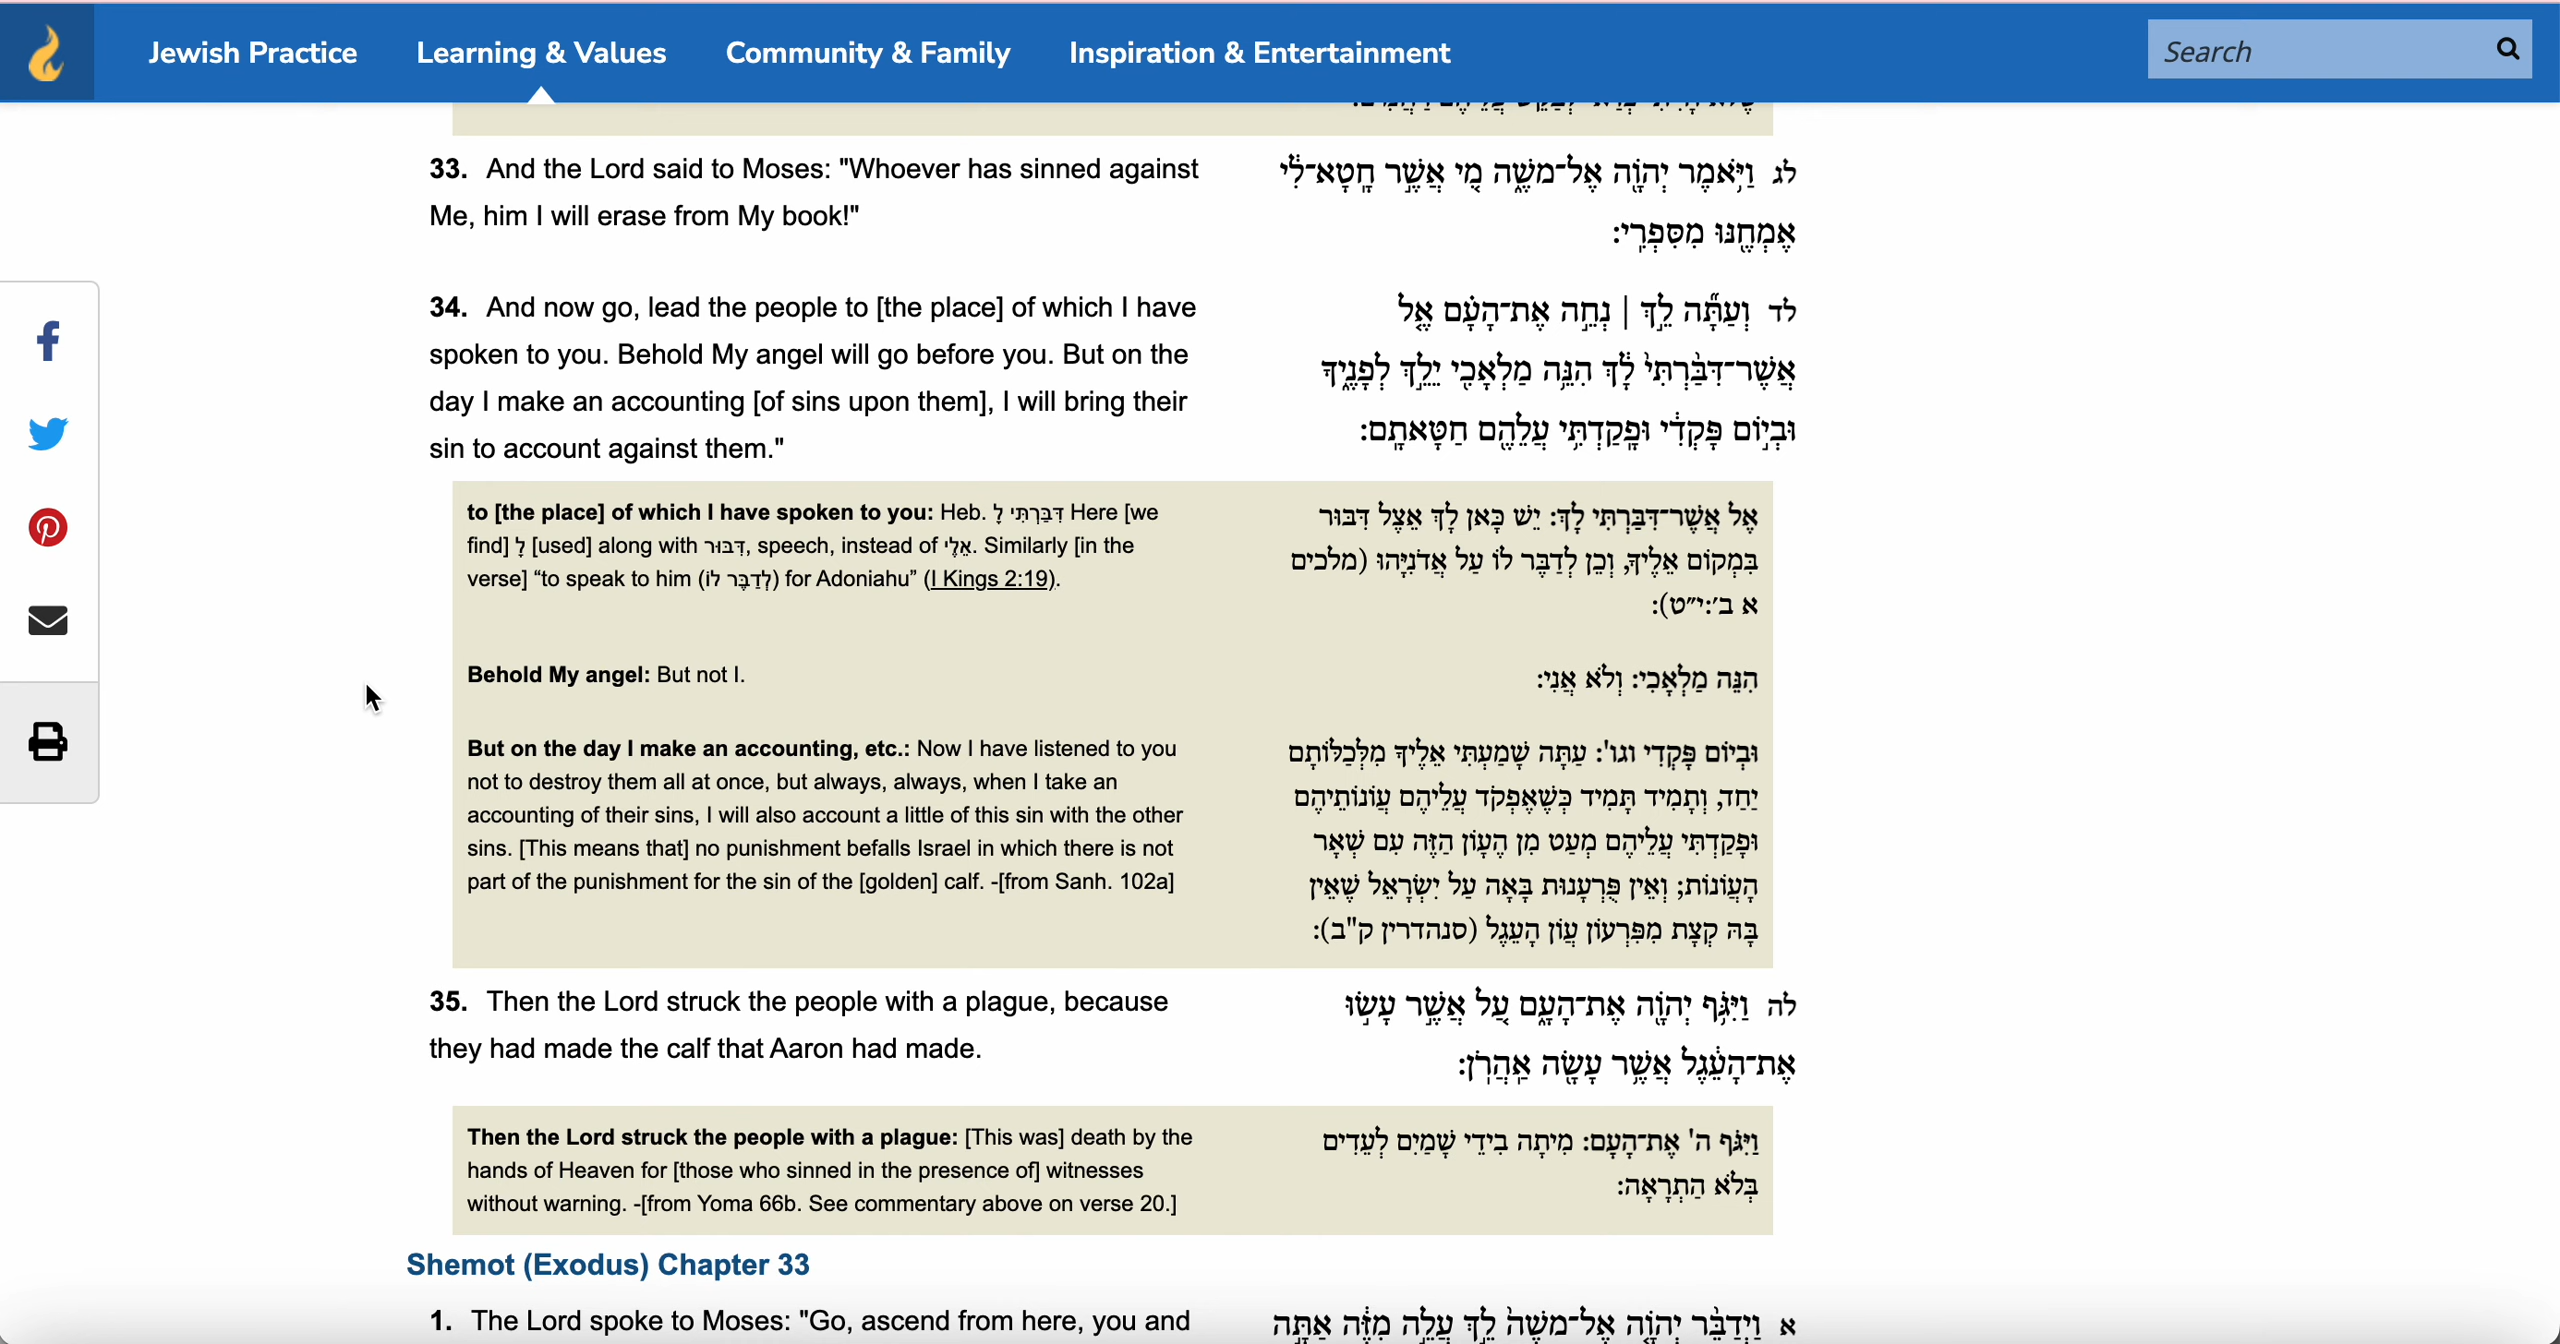 Jewish Practice Learning & Values Community & Family Inspiration & Entertainment Search
33. And the Lord said to Moses: "Whoever has sinned against
Me, him I will erase from My book!"
לג וַיֹּ֥אמֶר יְהֹוָ֖ה אֶל־משֶׁ֑ה מִ֚י אֲשֶׁ֣ר חָֽטָא־לִ֔י
אֶמְחֶ֖נּוּ מִסִּפְרִֽי:
34. And now go, lead the people to [the place] of which I have
spoken to you. Behold My angel will go before you. But on the
day I make an accounting [of sins upon them], I will bring their
sin to account against them."
לד וְעַתָּ֞ה לֵ֣ךְ | נְחֵ֣ה אֶת־הָעָ֗ם אֶ֤ל
אֲשֶׁר־דִּבַּ֨רְתִּי֙ לָ֔ךְ הִנֵּ֥ה מַלְאָכִ֖י יֵלֵ֣ךְ לְפָנֶ֑יךָ
וּבְי֣וֹם פָּקְדִ֔י וּפָֽקַדְתִּ֥י עֲלֵהֶ֖ם חַטָּאתָֽם:
to [the place] of which I have spoken to you: Heb. דִּבַּרְתִּי לָ Here [we
find] לָ [used] along with דִּבּוּר, speech, instead of אֵלֶי'. Similarly [in the
verse] “to speak to him (לְדַבֶּר לוֹ) for Adoniahu” (I Kings 2:19).
אֶל אֲשֶׁר־דִּבַּרְתִּי לָךְ: יֵשׁ כָּאן לָךְ אֵצֶל דִּבּוּר
בִּמְקוֹם אֵלֶיךָ, וְכֵן לְדַבֶּר לוֹ עַל אֲדֹנִיָּהוּ (מלכים
א ב׳:י״ט):
Behold My angel: But not I.
הִנֵּה מַלְאָכִי: וְלֹא אֲנִי:
But on the day I make an accounting, etc.: Now I have listened to you
not to destroy them all at once, but always, always, when I take an
accounting of their sins, I will also account a little of this sin with the other
sins. [This means that] no punishment befalls Israel in which there is not
part of the punishment for the sin of the [golden] calf. -[from Sanh. 102a]
וּבְיוֹם פָּקְדִי וגו': עַתָּה שָׁמַעְתִּי אֵלֶיךָ מִלְּכַלּוֹתָם
יַחַד, וְתָמִיד תָּמִיד כְּשֶׁאֶפְקֹד עֲלֵיהֶם עֲוֹנוֹתֵיהֶם
וּפָקַדְתִּי עֲלֵיהֶם מְעַט מִן הֶעָוֹן הַזֶּה עִם שְׁאָר
הָעֲוֹנוֹת; וְאֵין פֻּרְעָנוּת בָּאָה עַל יִשְׂרָאֵל שֶׁאֵין
בָּהּ קְצָת מִפִּרְעוֹן עֲוֹן הָעֵגֶל (סנהדרין ק"ב):
35. Then the Lord struck the people with a plague, because
they had made the calf that Aaron had made.
לה וַיִּגֹּ֥ף יְהֹוָ֖ה אֶת־הָעָ֑ם עַ֚ל אֲשֶׁ֣ר עָשׂ֣וּ
אֶת־הָעֵ֔גֶל אֲשֶׁ֥ר עָשָׂ֖ה אַֽהֲרֹֽן:
Then the Lord struck the people with a plague: [This was] death by the
hands of Heaven for [those who sinned in the presence of] witnesses
without warning. -[from Yoma 66b. See commentary above on verse 20.]
וַיִּגֹּף ה' אֶת־הָעָם: מִיתָה בִידֵי שָׁמַיִם לְעֵדִים
בְּלֹא הַתְרָאָה:
Shemot (Exodus) Chapter 33
1. The Lord spoke to Moses: "Go, ascend from here, you and
א וַיְדַבֵּ֨ר יְהֹוָ֤ה אֶל־משֶׁה֙ לֵ֣ךְ עֲלֵ֣ה מִזֶּ֔ה אַתָּ֣ה